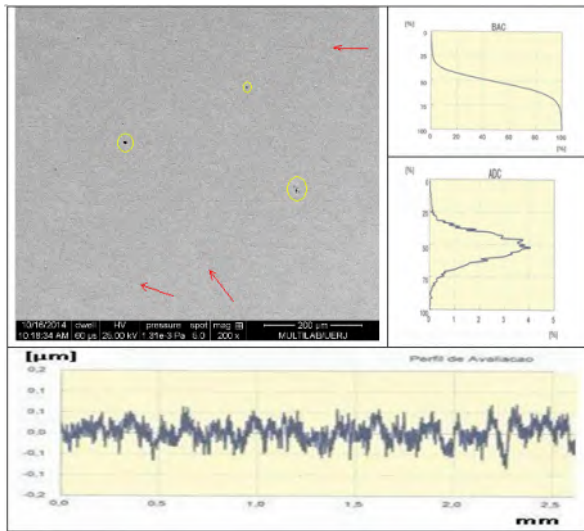 10/16/2014 dwell HV pressure spot mag 200 µm
10:18:34 AM 60 µs 25.00 kV 1.31e-3 Pa 5.0 200 x MULTILAB/UERJ
BAC
[%]
0
25
50
75
100
0 20 40 60 80 100
[%]
ADC
[%]
0
25
50
75
100
0 1 2 3 4 5
[%]
[µm]
Perfil de Avaliacao
0,2
0,1
0,0
-0,1
-0,2
0,0 0,5 1,0 1,5 2,0 2,5
mm